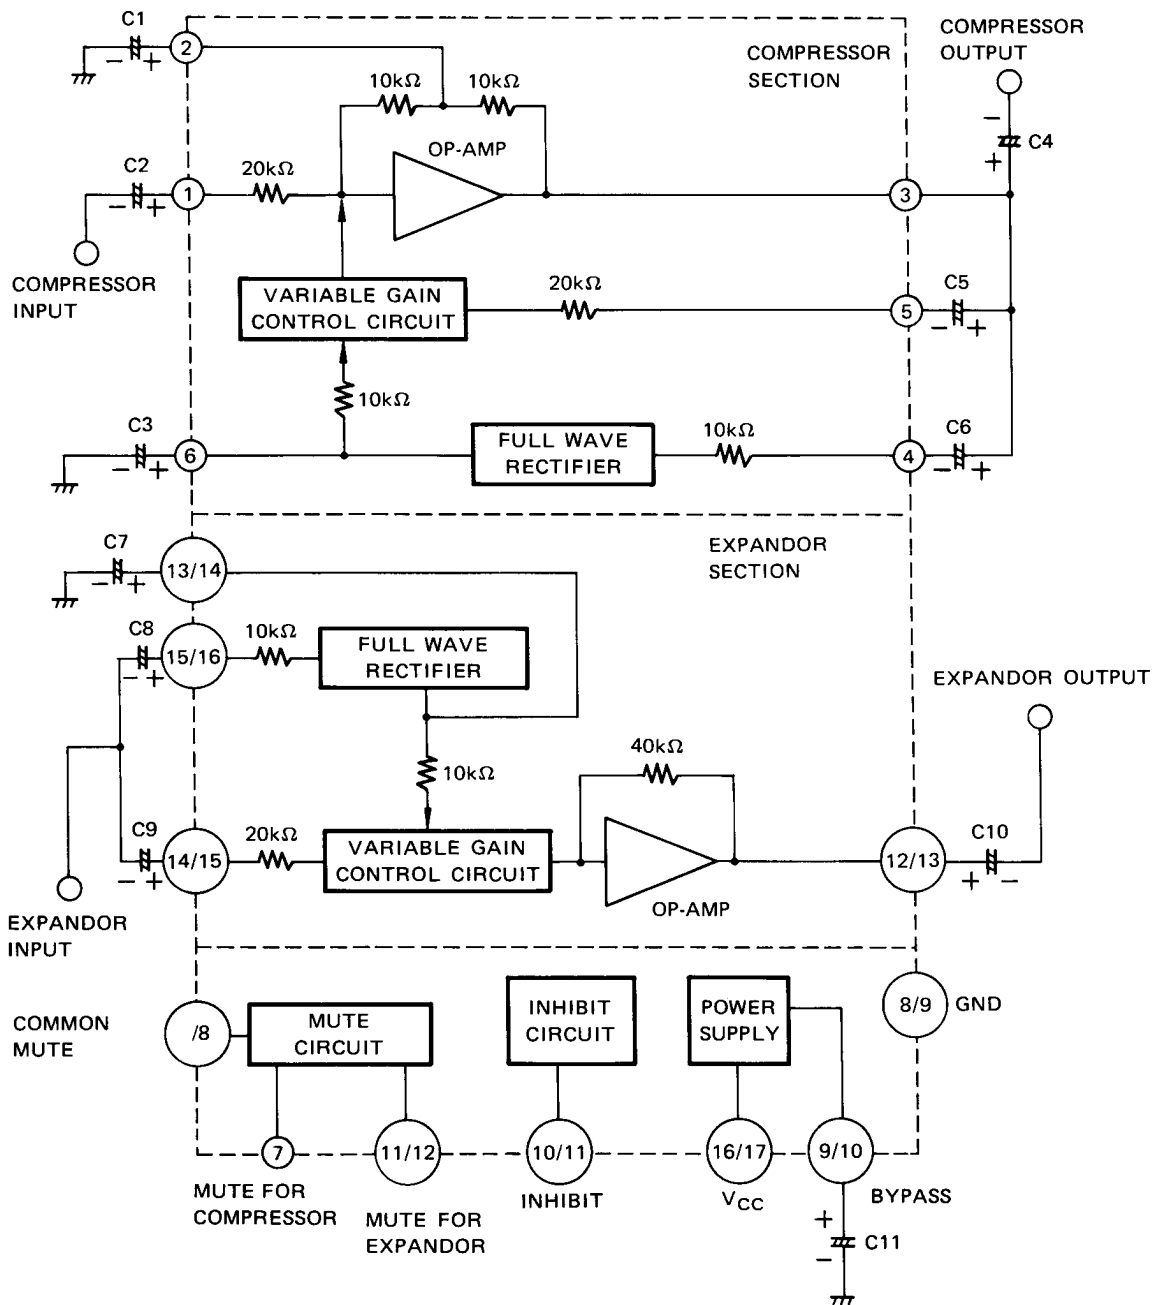 C1
2
COMPRESSOR
SECTION
COMPRESSOR
OUTPUT
− +
10kΩ 10kΩ
OP-AMP
−
C4
+
C2
1
20kΩ
3
− +
COMPRESSOR
INPUT
VARIABLE GAIN
CONTROL CIRCUIT
20kΩ
5
C5
− +
10kΩ
C3
6
FULL WAVE
RECTIFIER
10kΩ
4
C6
− +
− +
EXPANDOR
SECTION
C7
13/14
− +
C8
15/16
10kΩ
FULL WAVE
RECTIFIER
− +
EXPANDOR OUTPUT
10kΩ
40kΩ
C9
14/15
20kΩ
VARIABLE GAIN
CONTROL CIRCUIT
12/13
C10
− +
+ −
OP-AMP
EXPANDOR
INPUT
COMMON
MUTE
/8
MUTE
CIRCUIT
INHIBIT
CIRCUIT
POWER
SUPPLY
8/9
GND
7
11/12
10/11
16/17
9/10
MUTE FOR
COMPRESSOR
MUTE FOR
EXPANDOR
INHIBIT
VCC
BYPASS
+
C11
−